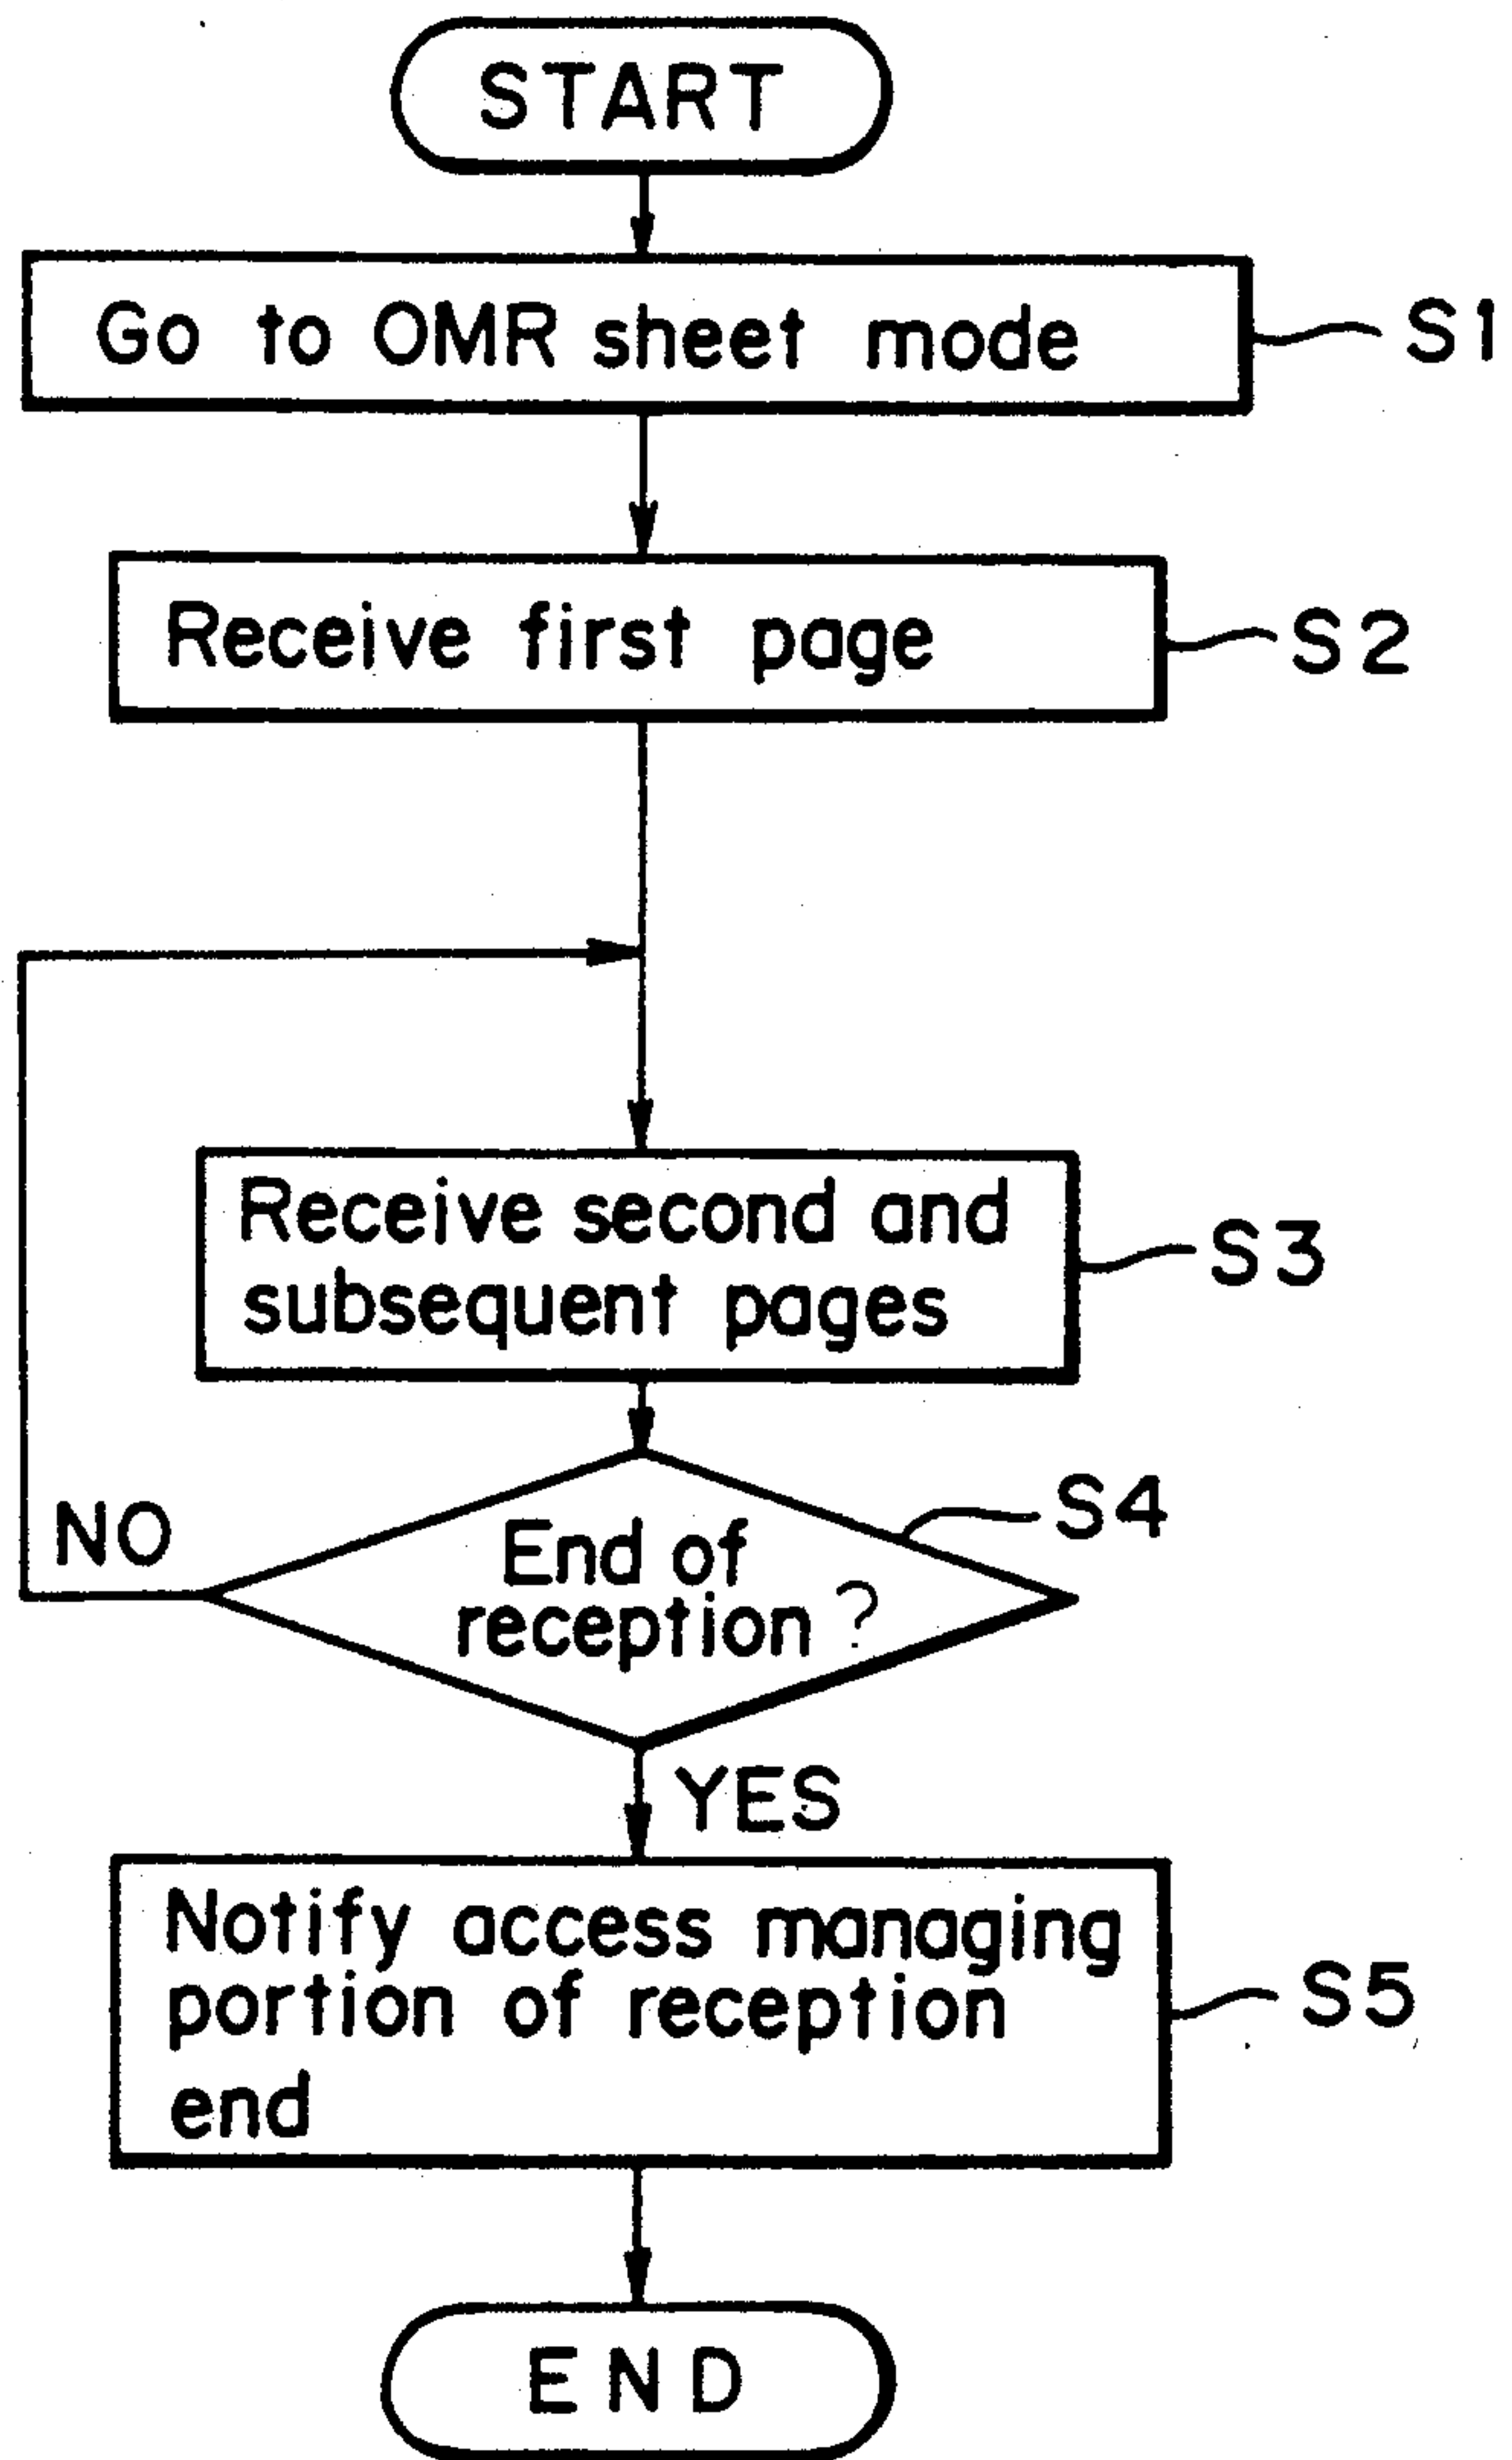 START
Go to OMR sheet mode
S1
Receive first page
S2
Receive second and
subsequent pages
S3
NO
End of
reception ?
S4
YES
Notify access managing
portion of reception
end
S5
END